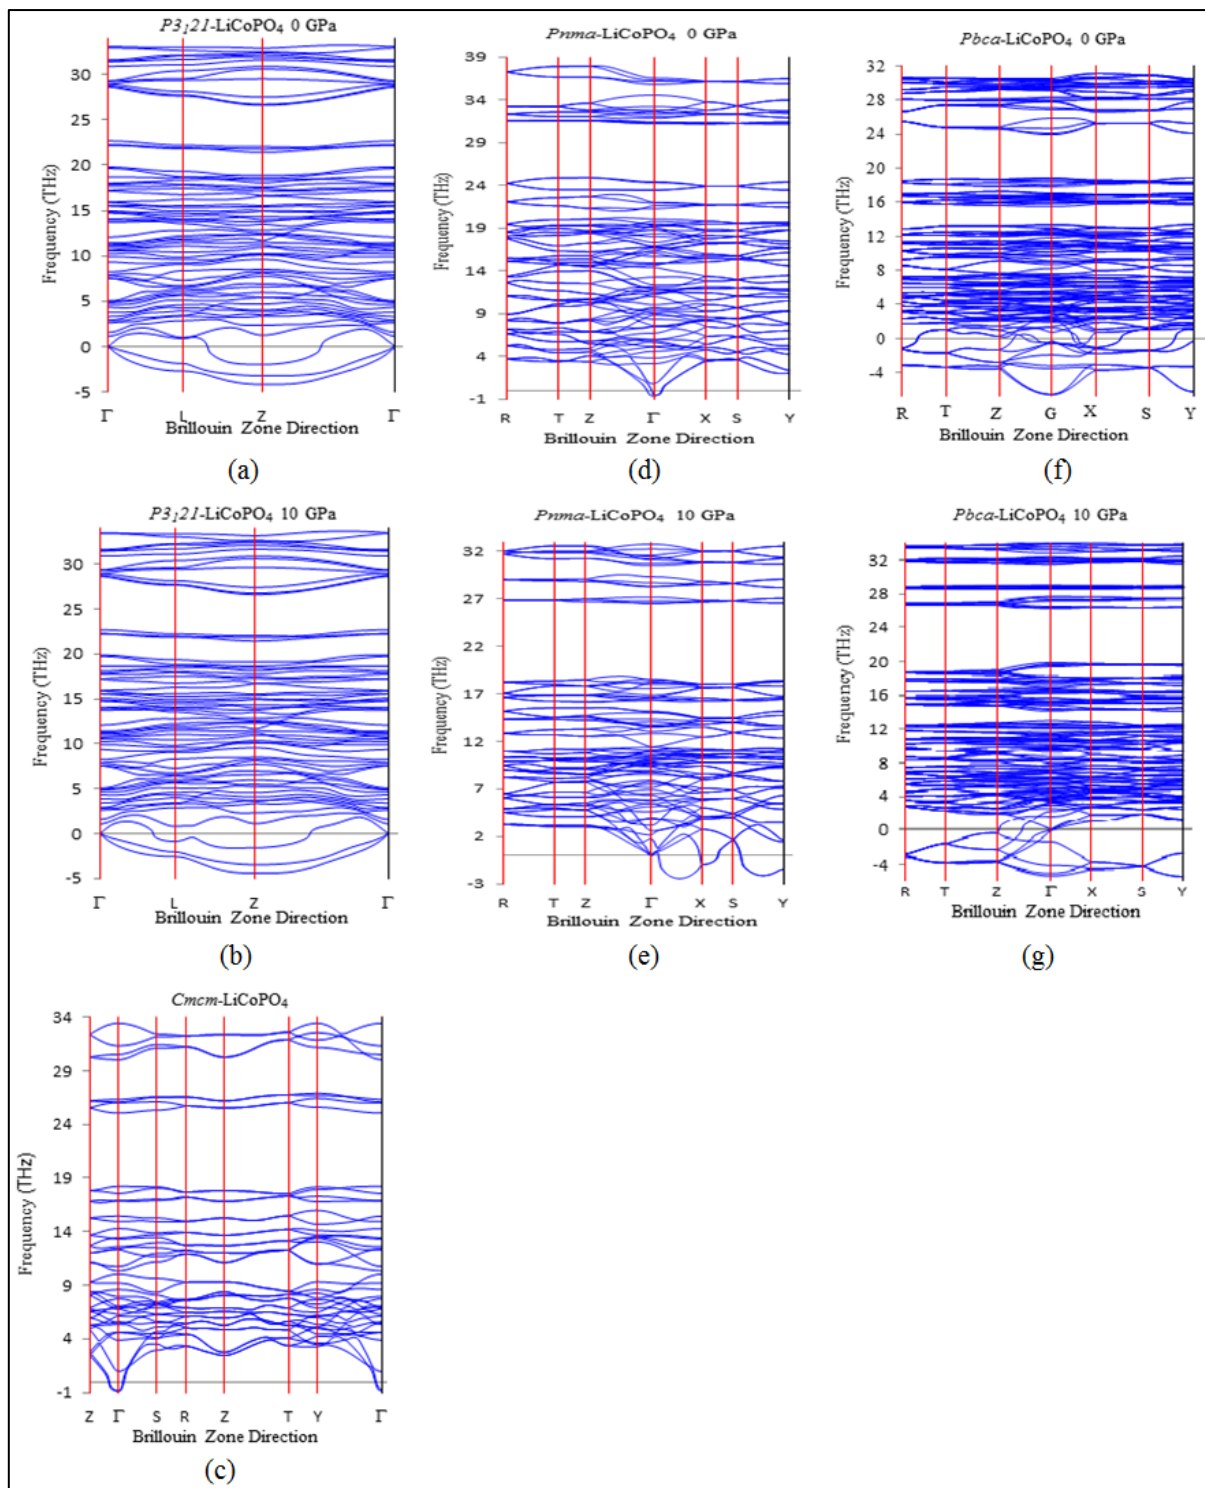 P3₁21-LiCoPO₄ 0 GPa
Frequency (THz)
30
25
20
15
10
5
0
-5
Γ L Z Γ
Brillouin Zone Direction
(a)
Pnma-LiCoPO₄ 0 GPa
Frequency (THz)
39
34
29
24
19
14
9
4
-1
R T Z Γ X S Y
Brillouin Zone Direction
(d)
Pbca-LiCoPO₄ 0 GPa
Frequency (THz)
32
28
24
20
16
12
8
4
0
-4
R T Z G X S Y
Brillouin Zone Direction
(f)
P3₁21-LiCoPO₄ 10 GPa
Frequency (THz)
30
25
20
15
10
5
0
-5
Γ L Z Γ
Brillouin Zone Direction
(b)
Pnma-LiCoPO₄ 10 GPa
Frequency (THz)
32
27
22
17
12
7
2
-3
R T Z Γ X S Y
Brillouin Zone Direction
(e)
Pbca-LiCoPO₄ 10 GPa
Frequency (THz)
32
28
24
20
16
12
8
4
0
-4
R T Z Γ X S Y
Brillouin Zone Direction
(g)
Cmcm-LiCoPO₄
Frequency (THz)
34
29
24
19
14
9
4
-1
Z Γ S R Z T Y Γ
Brillouin Zone Direction
(c)